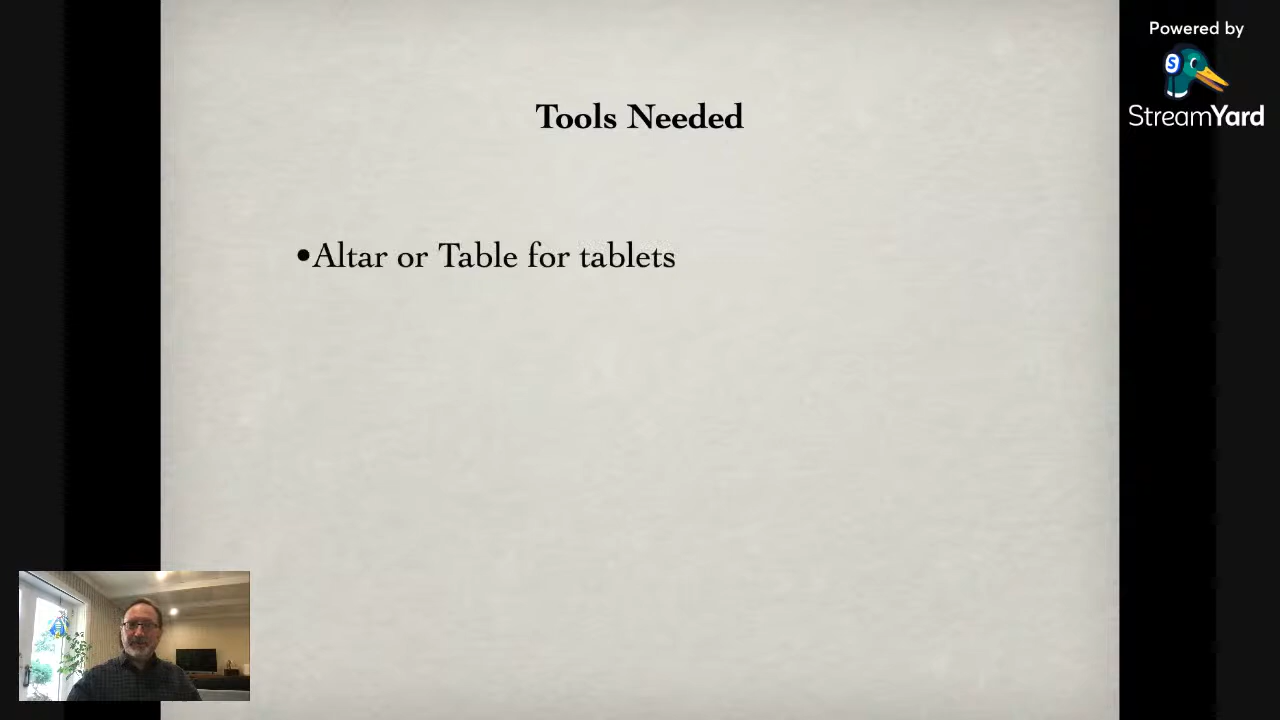 Powered by
S
StreamYard
Tools Needed
•Altar or Table for tablets